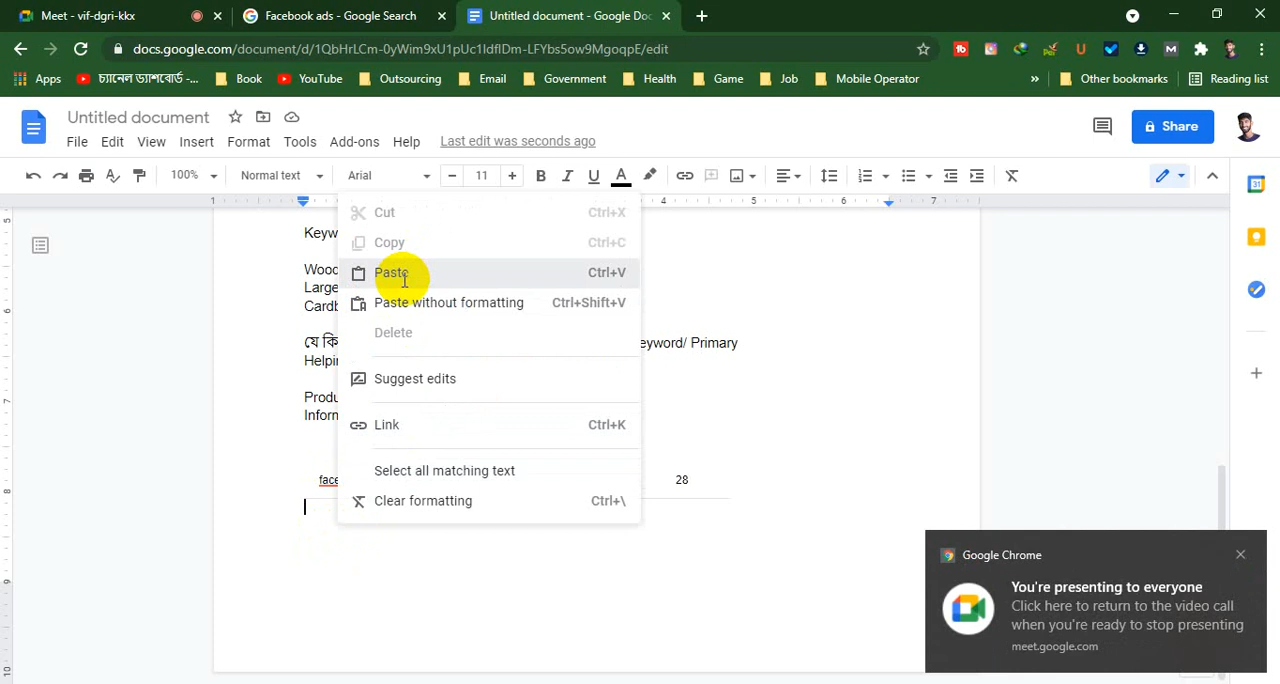 Meet - vif-dgri-kkx
Facebook ads - Google Search
Untitled document - Google Doc
docs.google.com/document/d/1QbHrLCm-0yWim9xU1pUc1IdflDm-LFYbs5ow9MgoqpE/edit
Apps
চ্যানেল ড্যাশবোর্ড -...
Book
YouTube
Outsourcing
Email
Government
Health
Game
Job
Mobile Operator
»
Other bookmarks
Reading list
Untitled document
File Edit View Insert Format Tools Add-ons Help Last edit was seconds ago
Share
100% Normal text Arial 11
1 4 5 6 7
Keyw
Wood
Large
Cardb
যে কি
eyword/ Primary
Helpi
Produ
Inform
face
28
Cut Ctrl+X
Copy Ctrl+C
Paste Ctrl+V
Paste without formatting Ctrl+Shift+V
Delete
Suggest edits
Link Ctrl+K
Select all matching text
Clear formatting Ctrl+\
Google Chrome
You're presenting to everyone
Click here to return to the video call
when you're ready to stop presenting
meet.google.com